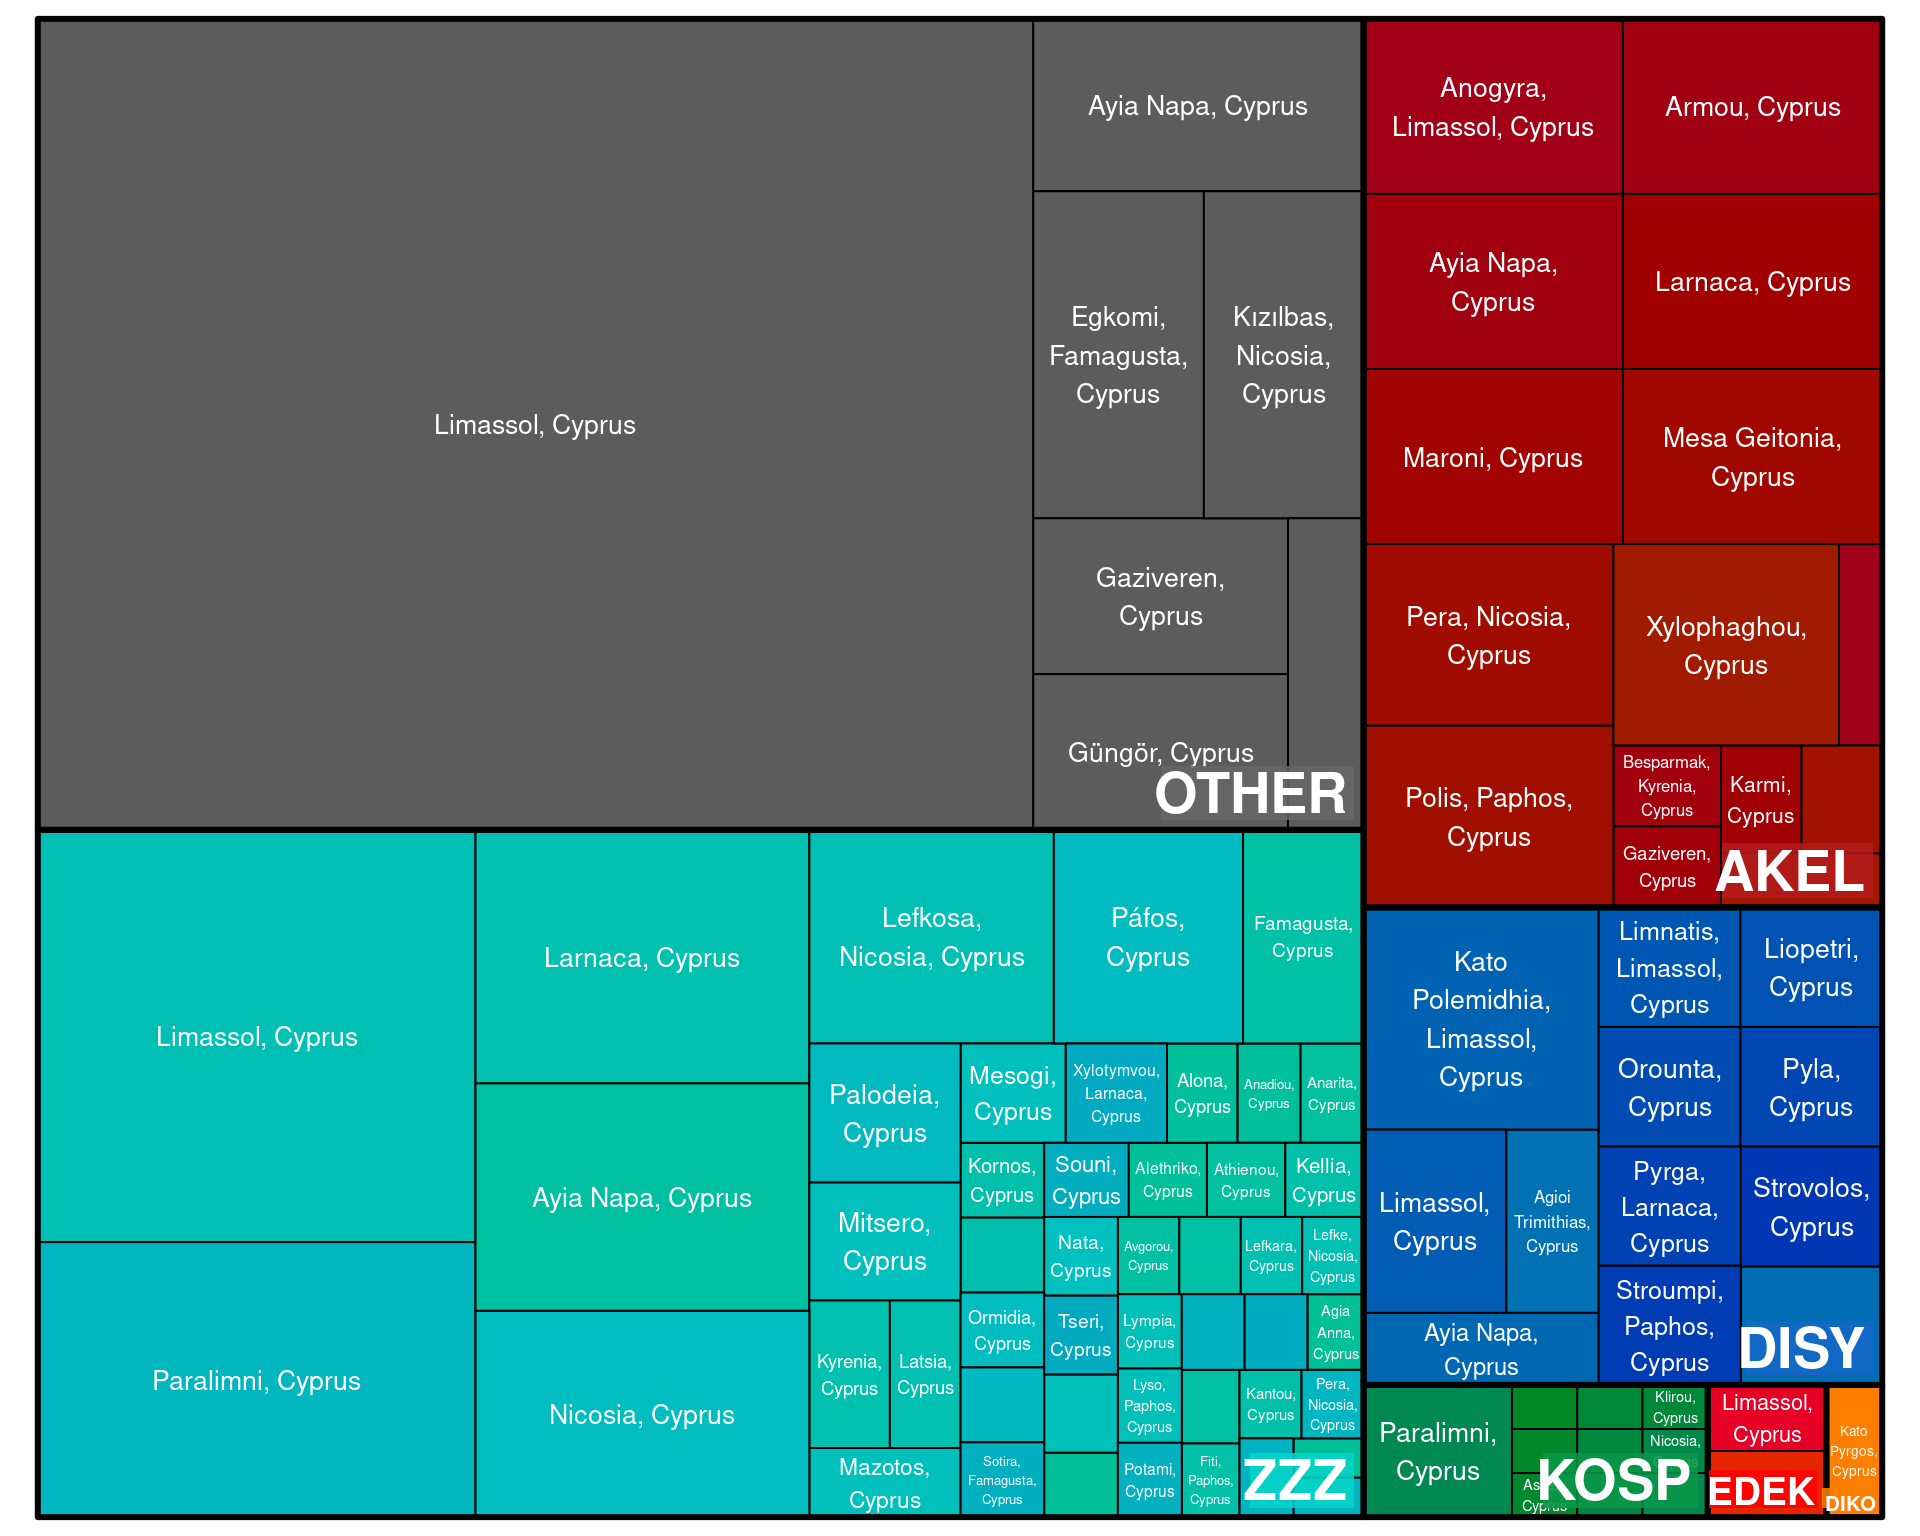 Limassol, Cyprus
Ayia Napa, Cyprus
Egkomi,
Famagusta,
Cyprus
Kızılbas,
Nicosia,
Cyprus
Gaziveren,
Cyprus
Güngör, Cyprus
OTHER
Anogyra,
Limassol, Cyprus
Armou, Cyprus
Ayia Napa,
Cyprus
Larnaca, Cyprus
Maroni, Cyprus
Mesa Geitonia,
Cyprus
Pera, Nicosia,
Cyprus
Xylophaghou,
Cyprus
Polis, Paphos,
Cyprus
Besparmak,
Kyrenia,
Cyprus
Karmi,
Cyprus
Gaziveren,
Cyprus
AKEL
Limassol, Cyprus
Larnaca, Cyprus
Lefkosa,
Nicosia, Cyprus
Páfos,
Cyprus
Famagusta,
Cyprus
Paralimni, Cyprus
Ayia Napa, Cyprus
Nicosia, Cyprus
Palodeia,
Cyprus
Mitsero,
Cyprus
Kyrenia,
Cyprus
Latsia,
Cyprus
Mazotos,
Cyprus
Mesogi,
Cyprus
Xylotymvou,
Larnaca,
Cyprus
Alona,
Cyprus
Anadiou,
Cyprus
Anarita,
Cyprus
Kornos,
Cyprus
Souni,
Cyprus
Alethriko,
Cyprus
Athienou,
Cyprus
Kellia,
Cyprus
Nata,
Cyprus
Avgorou,
Cyprus
Lefkara,
Cyprus
Lefke,
Nicosia,
Cyprus
Ormidia,
Cyprus
Tseri,
Cyprus
Lympia,
Cyprus
Agia
Anna,
Cyprus
Lyso,
Paphos,
Cyprus
Kantou,
Cyprus
Pera,
Nicosia,
Cyprus
Sotira,
Famagusta,
Cyprus
Potami,
Cyprus
Fiti,
Paphos,
Cyprus
ZZZ
Kato
Polemidhia,
Limassol,
Cyprus
Limnatis,
Limassol,
Cyprus
Liopetri,
Cyprus
Orounta,
Cyprus
Pyla,
Cyprus
Limassol,
Cyprus
Agioi
Trimithias,
Cyprus
Pyrga,
Larnaca,
Cyprus
Strovolos,
Cyprus
Ayia Napa,
Cyprus
Stroumpi,
Paphos,
Cyprus
DISY
Paralimni,
Cyprus
Klirou,
Cyprus
Nicosia,
Cyprus
KOSP
Limassol,
Cyprus
EDEK
Kato
Pyrgos,
Cyprus
DIKO